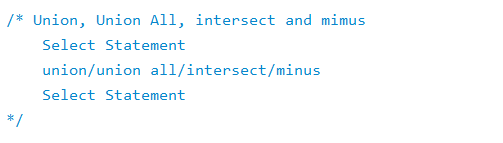 /* Union, Union All, intersect and mimus
Select Statement
union/union all/intersect/minus
Select Statement
*/